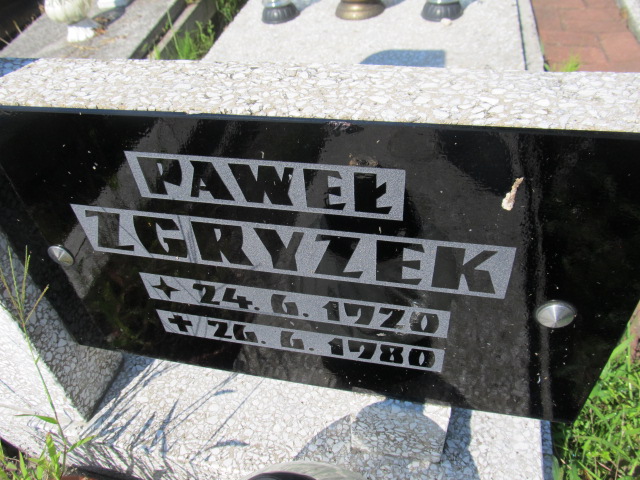 PAWEŁ
ZGRYZEK
24. 6. 1920
26. 6. 1980